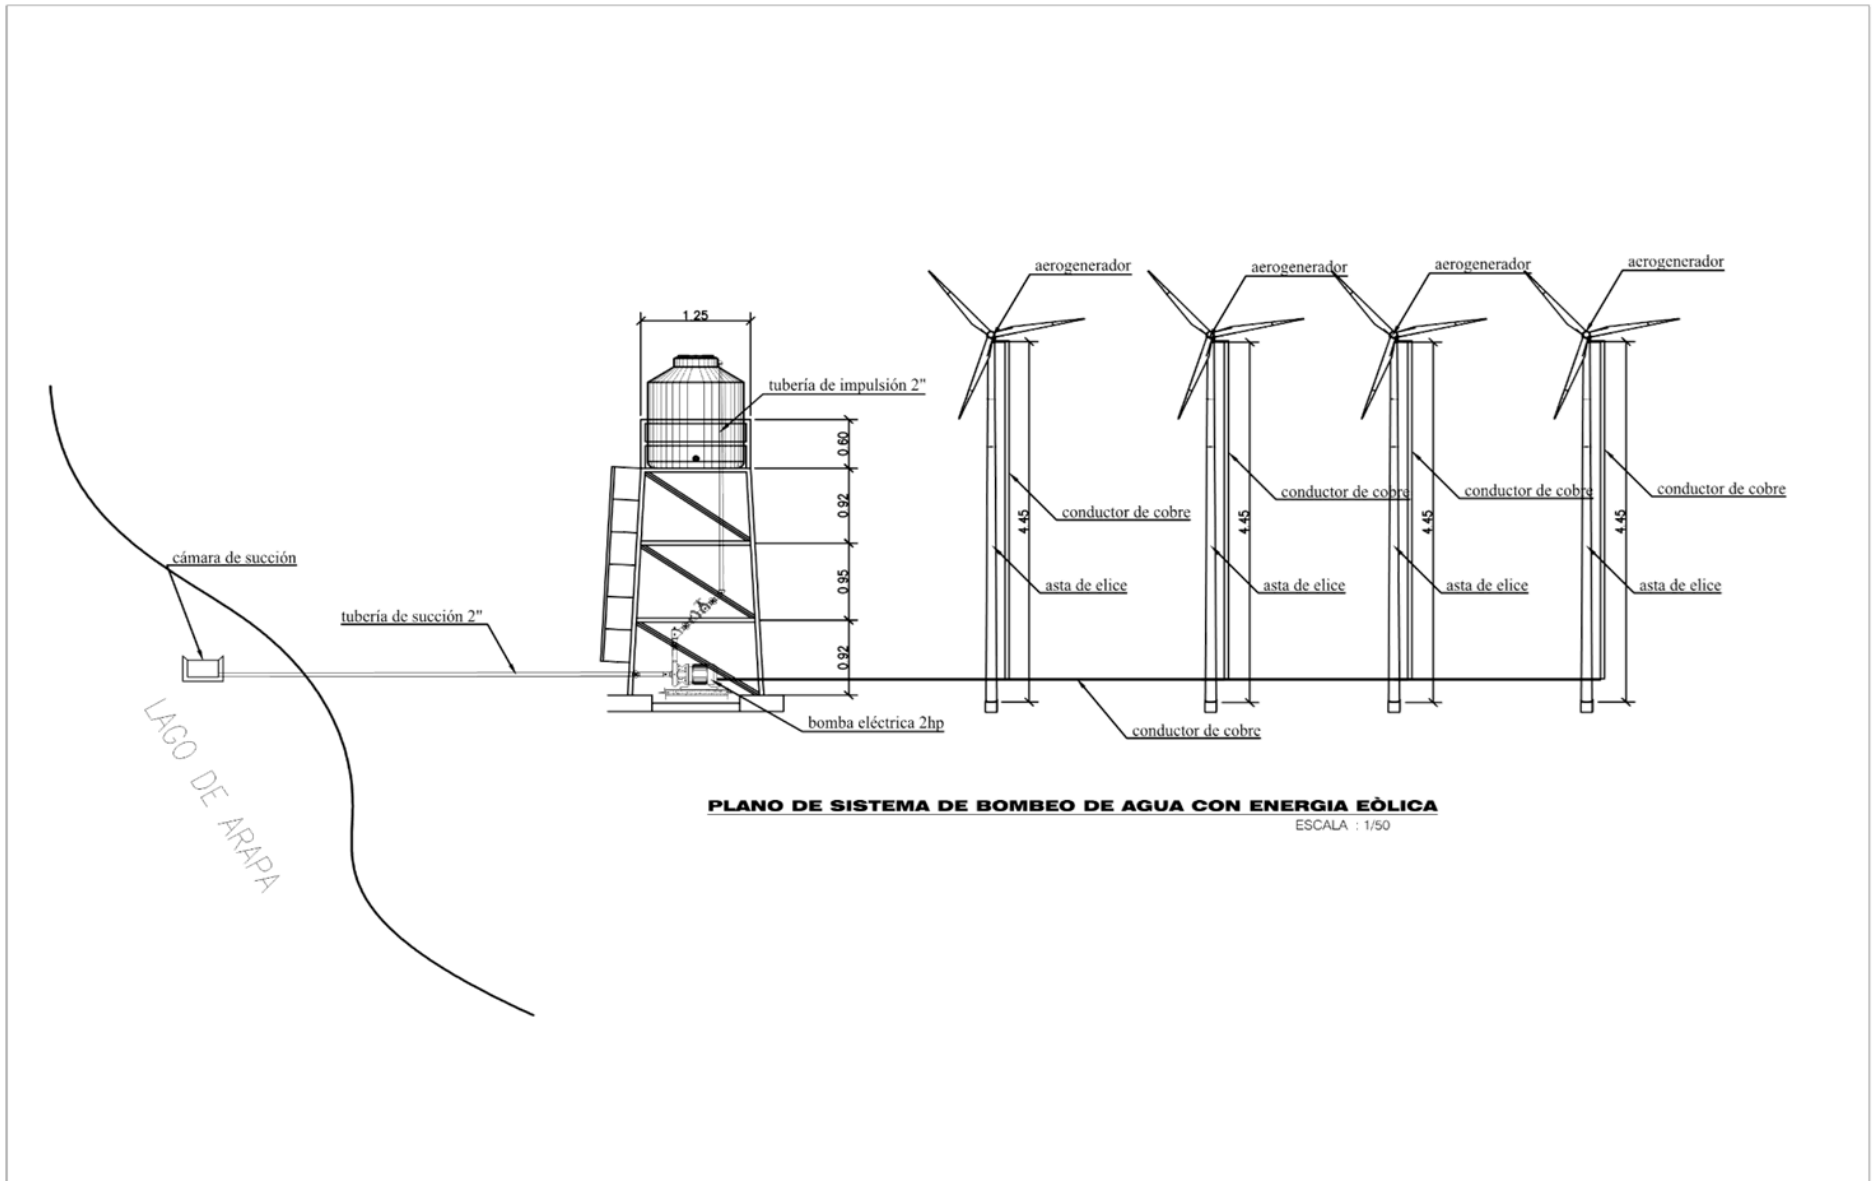 aerogenerador
aerogenerador
aerogenerador
aerogenerador
1.25
tubería de impulsión 2"
0.60
0.92
0.95
0.92
conductor de cobre
conductor de cobre
conductor de cobre
conductor de cobre
4.45
4.45
4.45
4.45
cámara de succión
asta de elice
asta de elice
asta de elice
asta de elice
tubería de succión 2"
LAGO DE ARAPA
bomba eléctrica 2hp
conductor de cobre
PLANO DE SISTEMA DE BOMBEO DE AGUA CON ENERGIA EÒLICA
ESCALA : 1/50